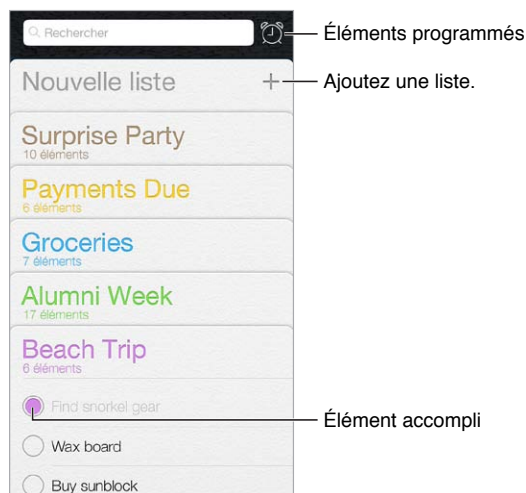 Rechercher
Éléments programmés
Nouvelle liste
Ajoutez une liste.
Surprise Party
10 éléments
Payments Due
6 éléments
Groceries
7 éléments
Alumni Week
17 éléments
Beach Trip
6 éléments
Find snorkel gear
Élément accompli
Wax board
Buy sunblock